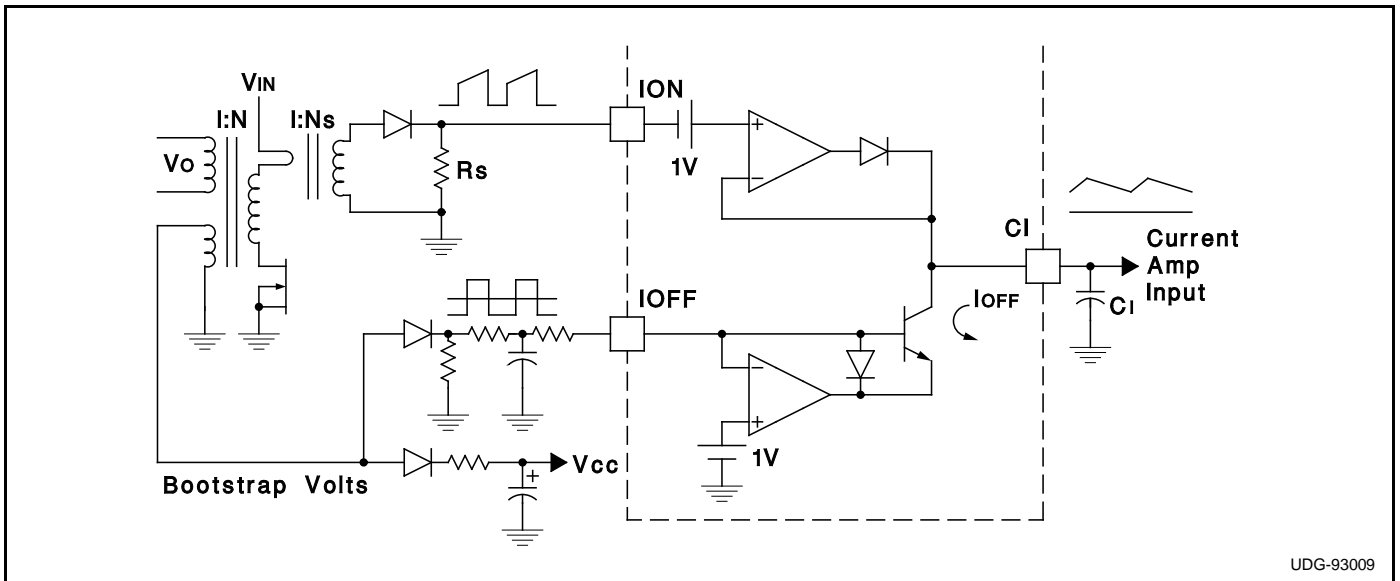 VIN
I:N
I:Ns
VO
Rs
ION
1V
+
−
CI
Current
Amp
Input
CI
IOFF
IOFF
−
+
1V
Bootstrap Volts
+
Vcc
UDG-93009